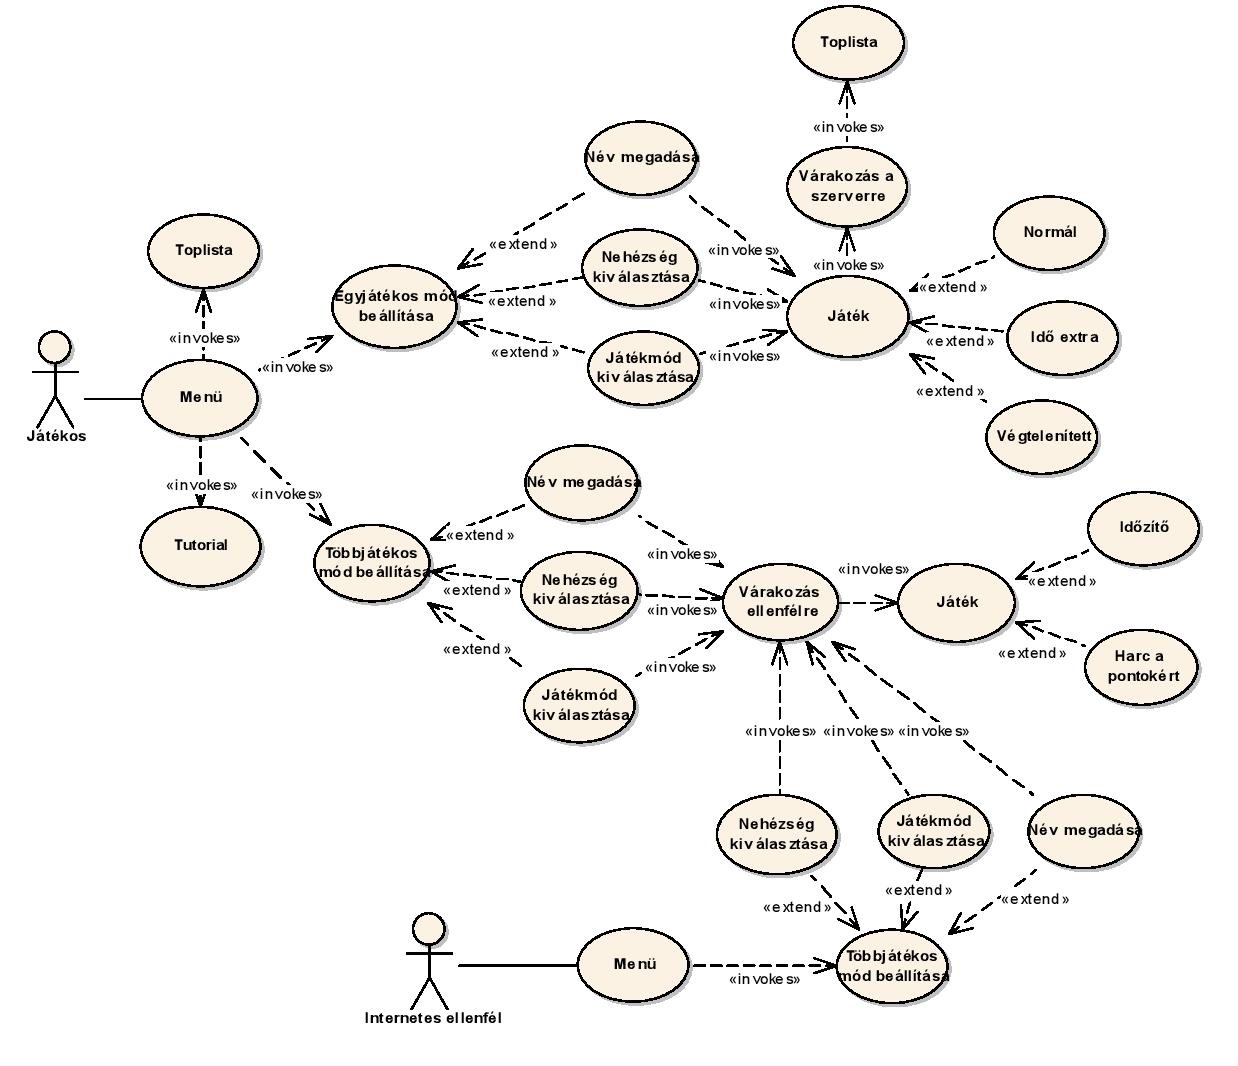 Toplista
«invokes»
Várakozás a
szerverre
«invokes»
Név megadása
«extend»
«invokes»
Nehézség
kiválasztása
«extend»
«invokes»
Játékmód
kiválasztása
«extend»
«invokes»
Egyjátékos mód
beállítása
Játék
Normál
«extend»
Idő extra
«extend»
Végtelenített
«extend»
Toplista
«invokes»
«invokes»
Játékos
Menü
«invokes»
«invokes»
Tutorial
Többjátékos
mód beállítása
Név megadása
«extend»
«invokes»
Nehézség
kiválasztása
«extend»
«invokes»
Játékmód
kiválasztása
«extend»
«invokes»
Várakozás
ellenfélre
«invokes»
Játék
Időzítő
«extend»
Harc a
pontokért
«extend»
«invokes»
«invokes»
«invokes»
Nehézség
kiválasztása
Játékmód
kiválasztása
Név megadása
«extend»
«extend»
«extend»
Internetes ellenfél
Menü
«invokes»
Többjátékos
mód beállítása